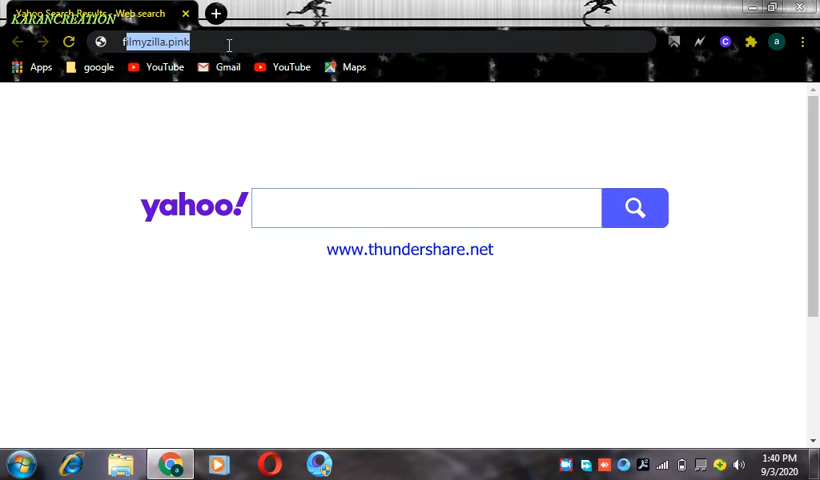 Yahoo Search Results - Web search
KARANCREATION
filmyzilla.pink
a
Apps google YouTube Gmail YouTube Maps
yahoo!
www.thundershare.net
1:40 PM
9/3/2020